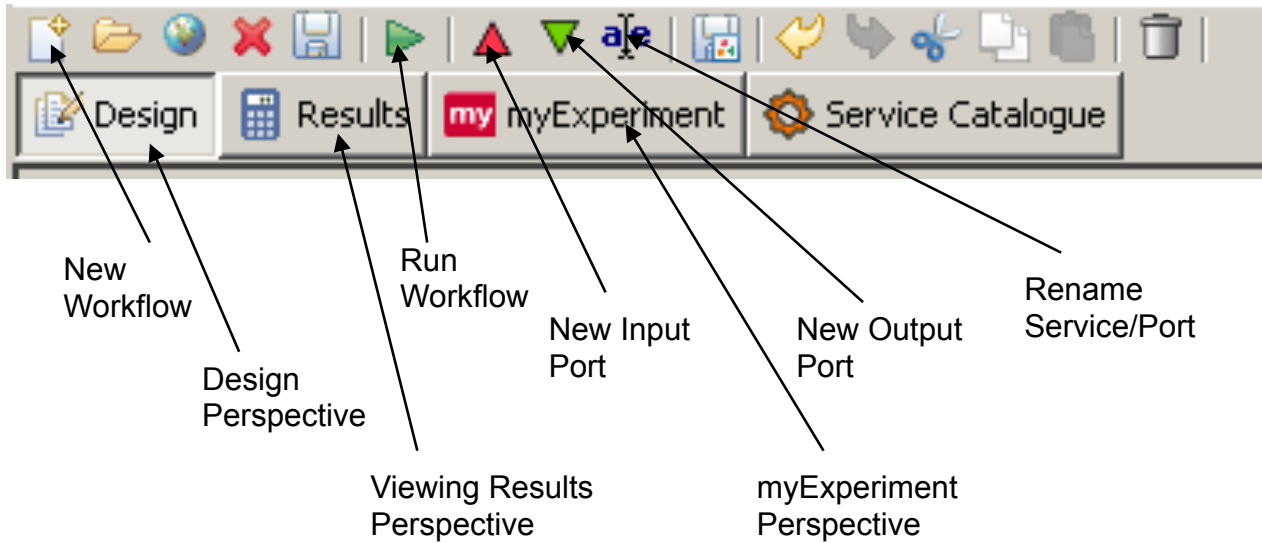 a e
Design
Results
my myExperiment
Service Catalogue
New
Workflow
Run
Workflow
Rename
Service/Port
New Input
Port
New Output
Port
Design
Perspective
Viewing Results
Perspective
myExperiment
Perspective